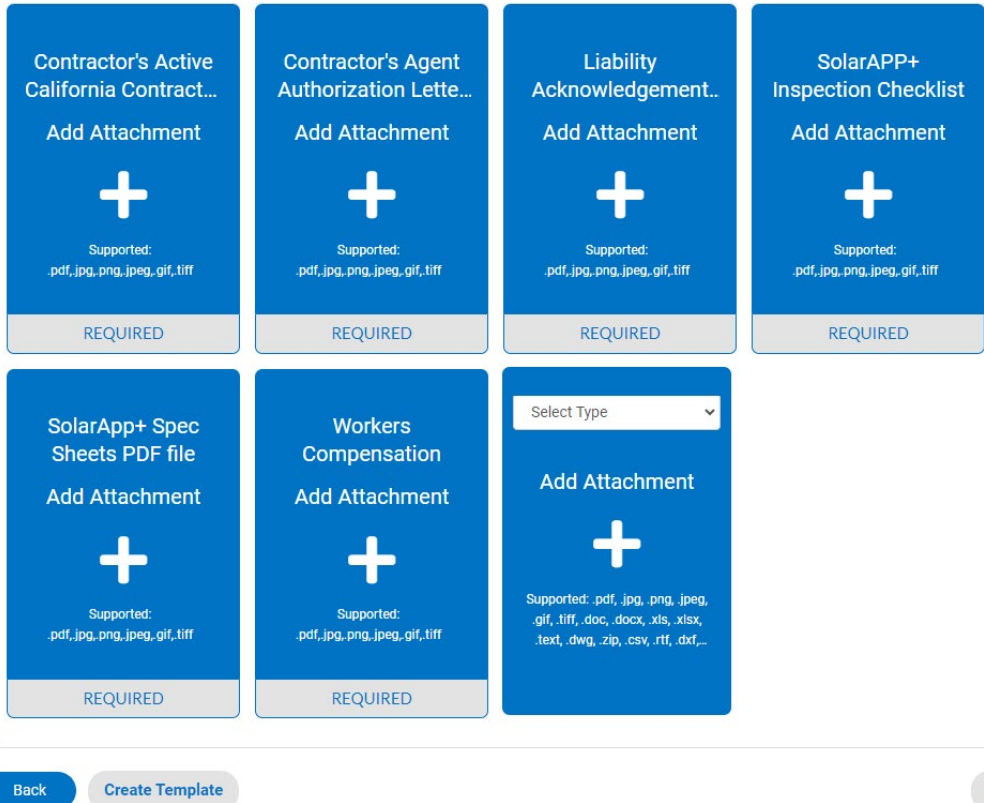 Contractor's Active
California Contract...
Add Attachment
Supported:
.pdf,.jpg,.png,.jpeg,.gif,.tiff
REQUIRED
Contractor's Agent
Authorization Lette...
Add Attachment
Supported:
.pdf,.jpg,.png,.jpeg,.gif,.tiff
REQUIRED
Liability
Acknowledgement...
Add Attachment
Supported:
.pdf,.jpg,.png,.jpeg,.gif,.tiff
REQUIRED
SolarAPP+
Inspection Checklist
Add Attachment
Supported:
.pdf,.jpg,.png,.jpeg,.gif,.tiff
REQUIRED
SolarApp+ Spec
Sheets PDF file
Add Attachment
Supported:
.pdf,.jpg,.png,.jpeg,.gif,.tiff
REQUIRED
Workers
Compensation
Add Attachment
Supported:
.pdf,.jpg,.png,.jpeg,.gif,.tiff
REQUIRED
Select Type
Add Attachment
Supported: .pdf, .jpg, .png, .jpeg,
.gif, .tiff, .doc, .docx, .xls, .xlsx,
.text, .dwg, .zip, .csv, .rtf, .dxf,...
Back
Create Template